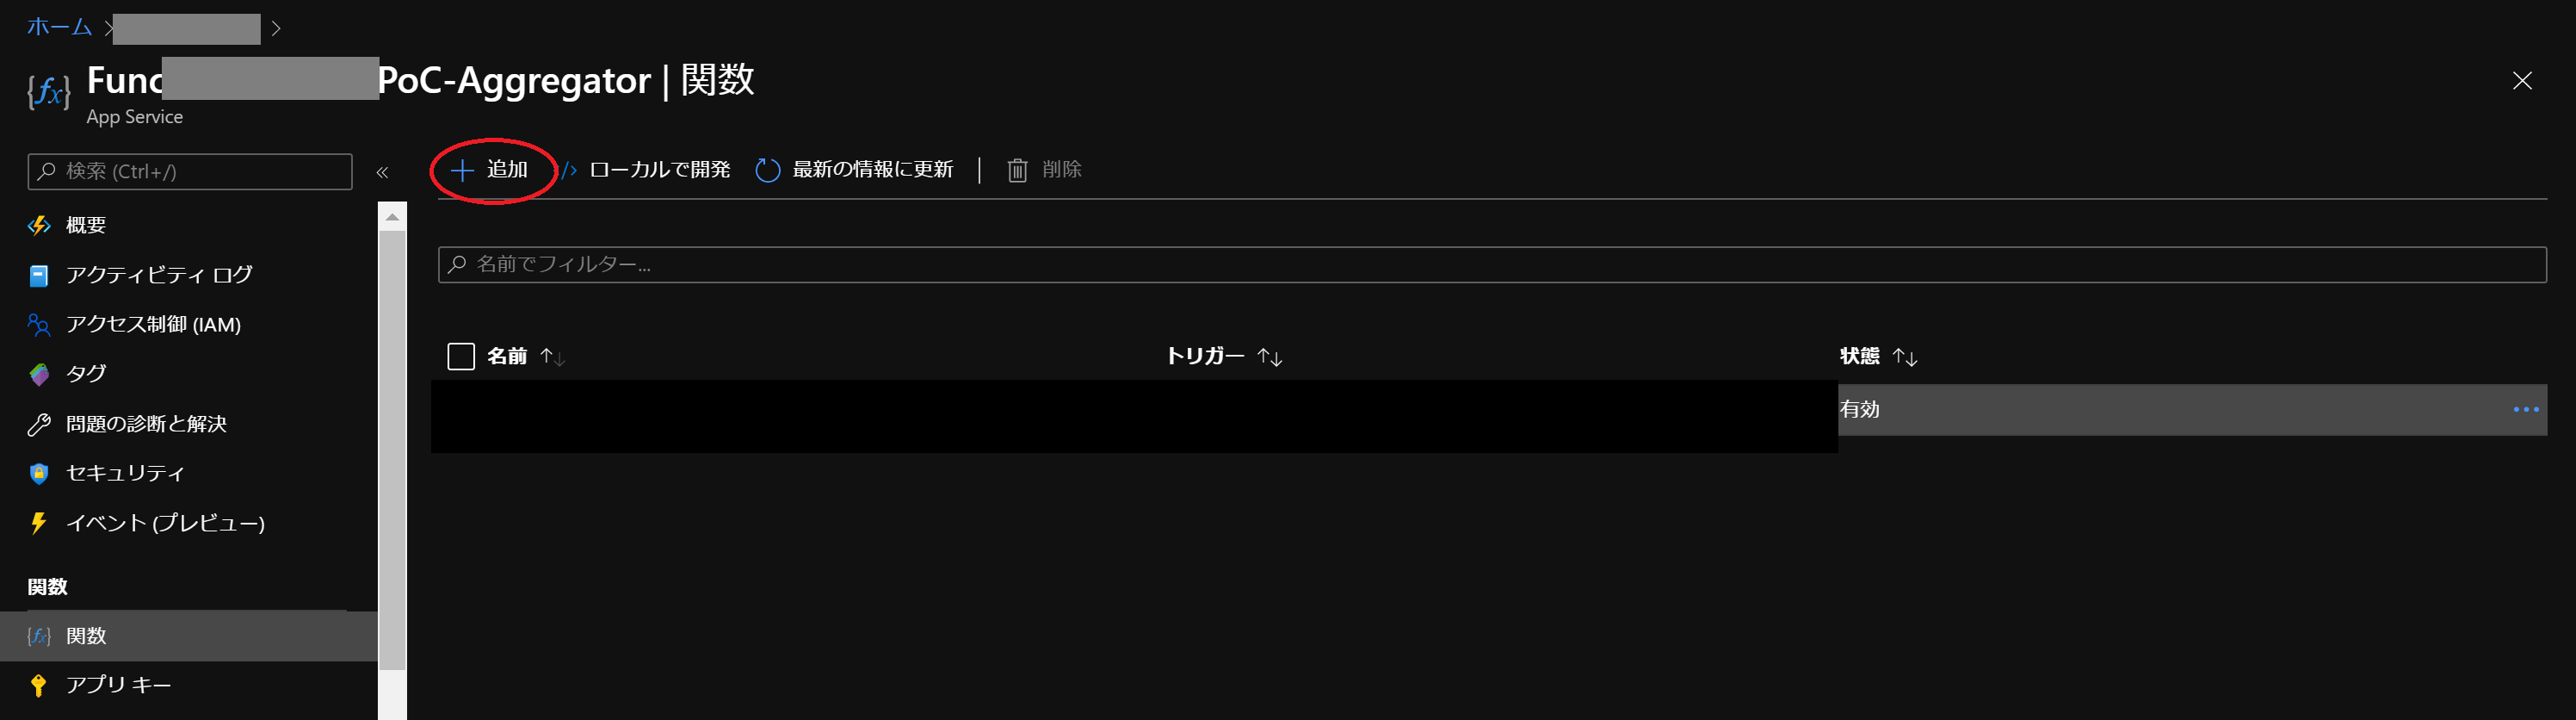 ホーム > >
Func PoC-Aggregator | 関数
App Service
検索 (Ctrl+/)
«
追加
ローカルで開発
最新の情報に更新
削除
概要
アクティビティ ログ
アクセス制御 (IAM)
タグ
問題の診断と解決
セキュリティ
イベント (プレビュー)
関数
関数
アプリ キー
名前でフィルター...
名前 ↑↓ トリガー ↑↓ 状態 ↑↓
有効 ...